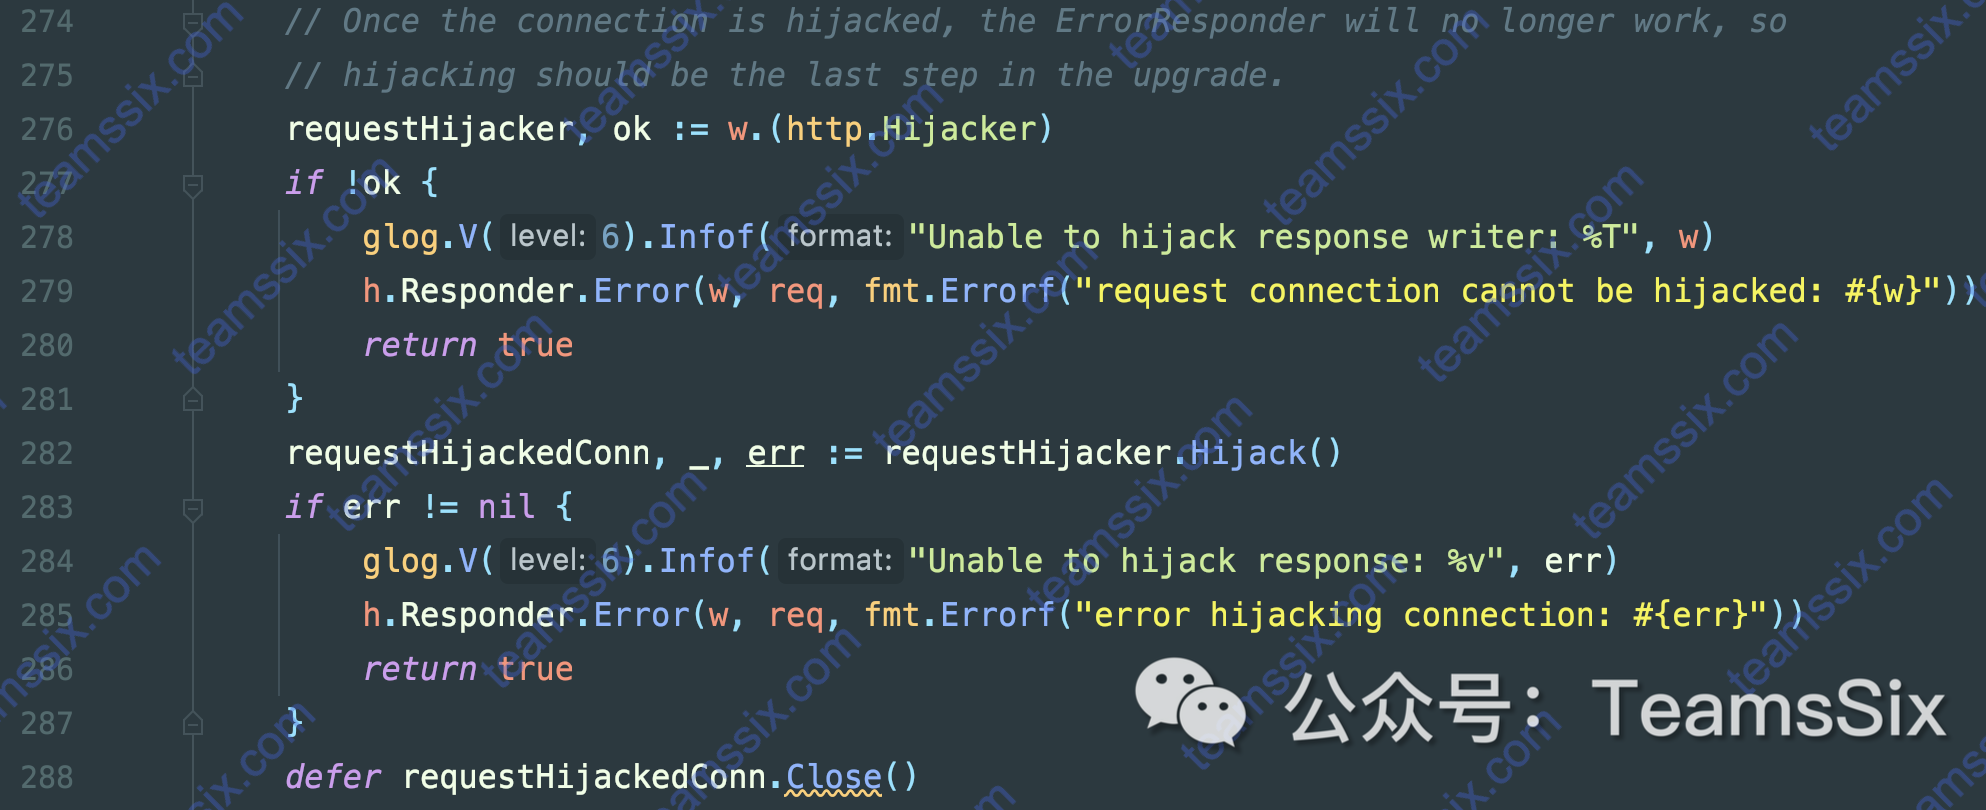 274 // Once the connection is hijacked, the ErrorResponder will no longer work, so
275 // hijacking should be the last step in the upgrade.
276 requestHijacker, ok := w.(http.Hijacker)
277 if !ok {
278 glog.V( level: 6).Infof( format: "Unable to hijack response writer: %T", w)
279 h.Responder.Error(w, req, fmt.Errorf("request connection cannot be hijacked: #{w}"))
280 return true
281 }
282 requestHijackedConn, _, err := requestHijacker.Hijack()
283 if err != nil {
284 glog.V( level: 6).Infof( format: "Unable to hijack response: %v", err)
285 h.Responder.Error(w, req, fmt.Errorf("error hijacking connection: #{err}"))
286 return true
287 }
288 defer requestHijackedConn.Close()
公众号：TeamsSix
teamssix.com